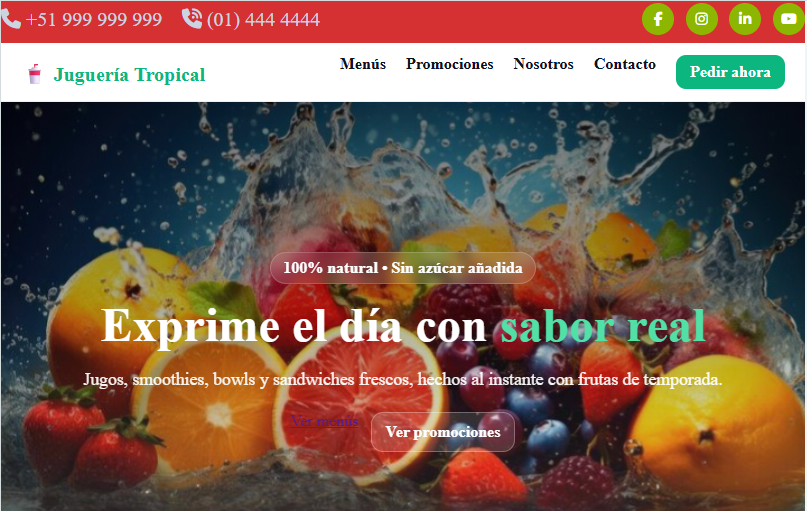 +51 999 999 999 (01) 444 4444
Juguería Tropical
Menús Promociones Nosotros Contacto Pedir ahora
100% natural • Sin azúcar añadida
Exprime el día con sabor real
Jugos, smoothies, bowls y sandwiches frescos, hechos al instante con frutas de temporada.
Ver menús Ver promociones